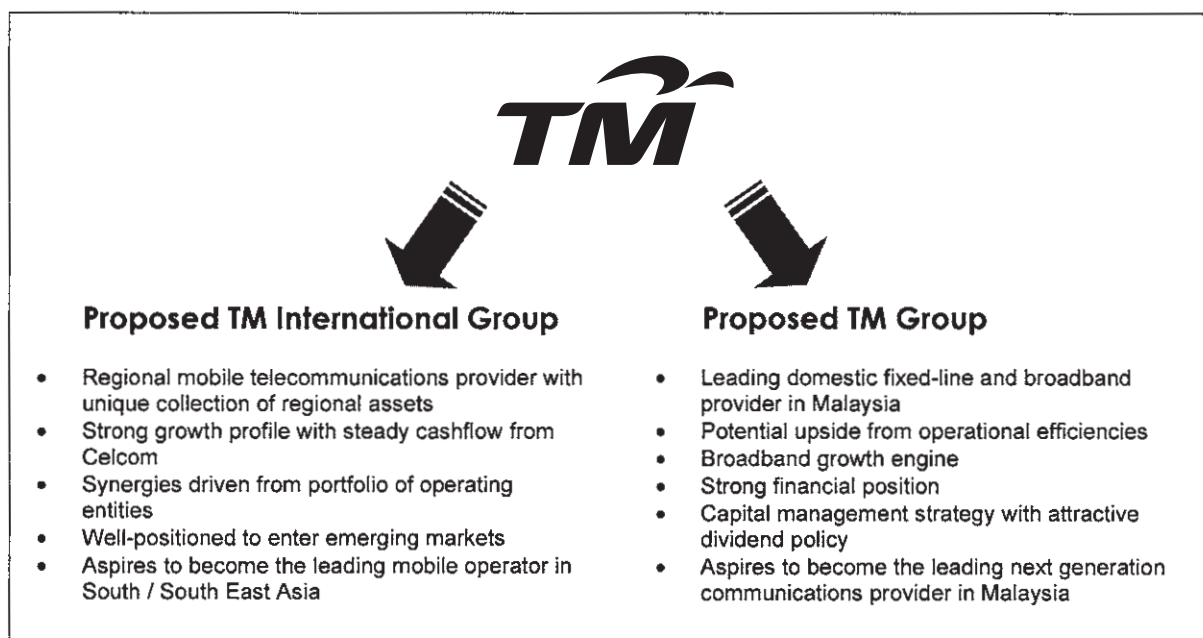 TM
Proposed TM International Group
• Regional mobile telecommunications provider with
unique collection of regional assets
• Strong growth profile with steady cashflow from
Celcom
• Synergies driven from portfolio of operating
entities
• Well-positioned to enter emerging markets
• Aspires to become the leading mobile operator in
South / South East Asia
Proposed TM Group
• Leading domestic fixed-line and broadband
provider in Malaysia
• Potential upside from operational efficiencies
• Broadband growth engine
• Strong financial position
• Capital management strategy with attractive
dividend policy
• Aspires to become the leading next generation
communications provider in Malaysia